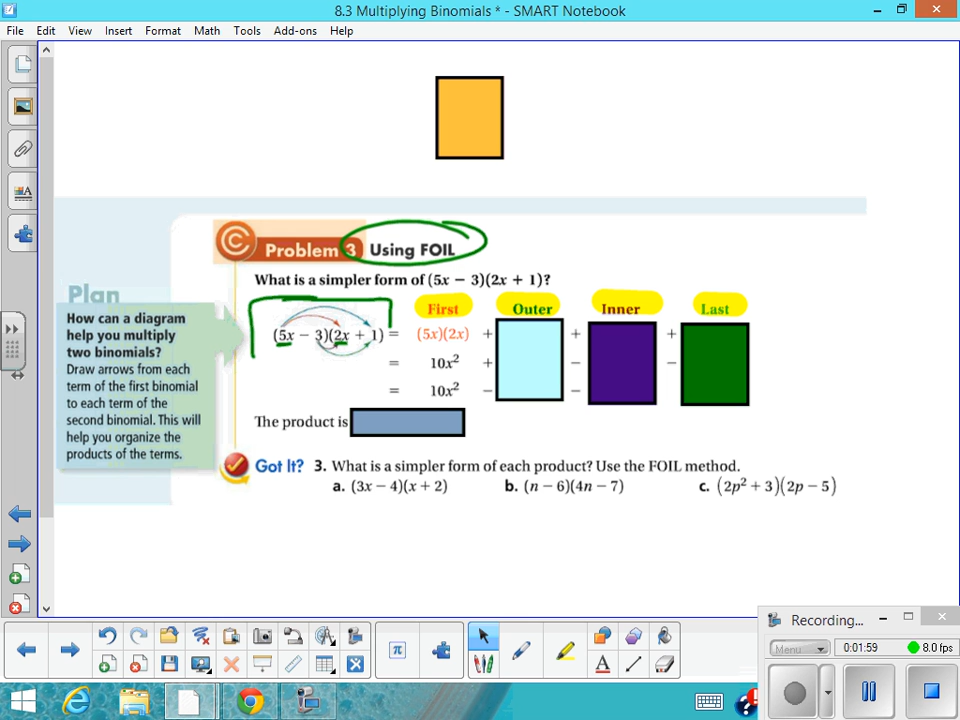 8.3 Multiplying Binomials * - SMART Notebook
File Edit View Insert Format Math Tools Add-ons Help
Problem 3 Using FOIL
What is a simpler form of (5x − 3)(2x + 1)?
Plan
How can a diagram
help you multiply
two binomials?
Draw arrows from each
term of the first binomial
to each term of the
second binomial. This will
help you organize the
products of the terms.
First Outer Inner Last
(5x − 3)(2x + 1) = (5x)(2x) + + +
= 10x² + − −
= 10x² − −
The product is
Got It? 3. What is a simpler form of each product? Use the FOIL method.
a. (3x − 4)(x + 2) b. (n − 6)(4n − 7) c. (2p² + 3)(2p − 5)
Recording...
Menu 0:01:59 8.0 fps